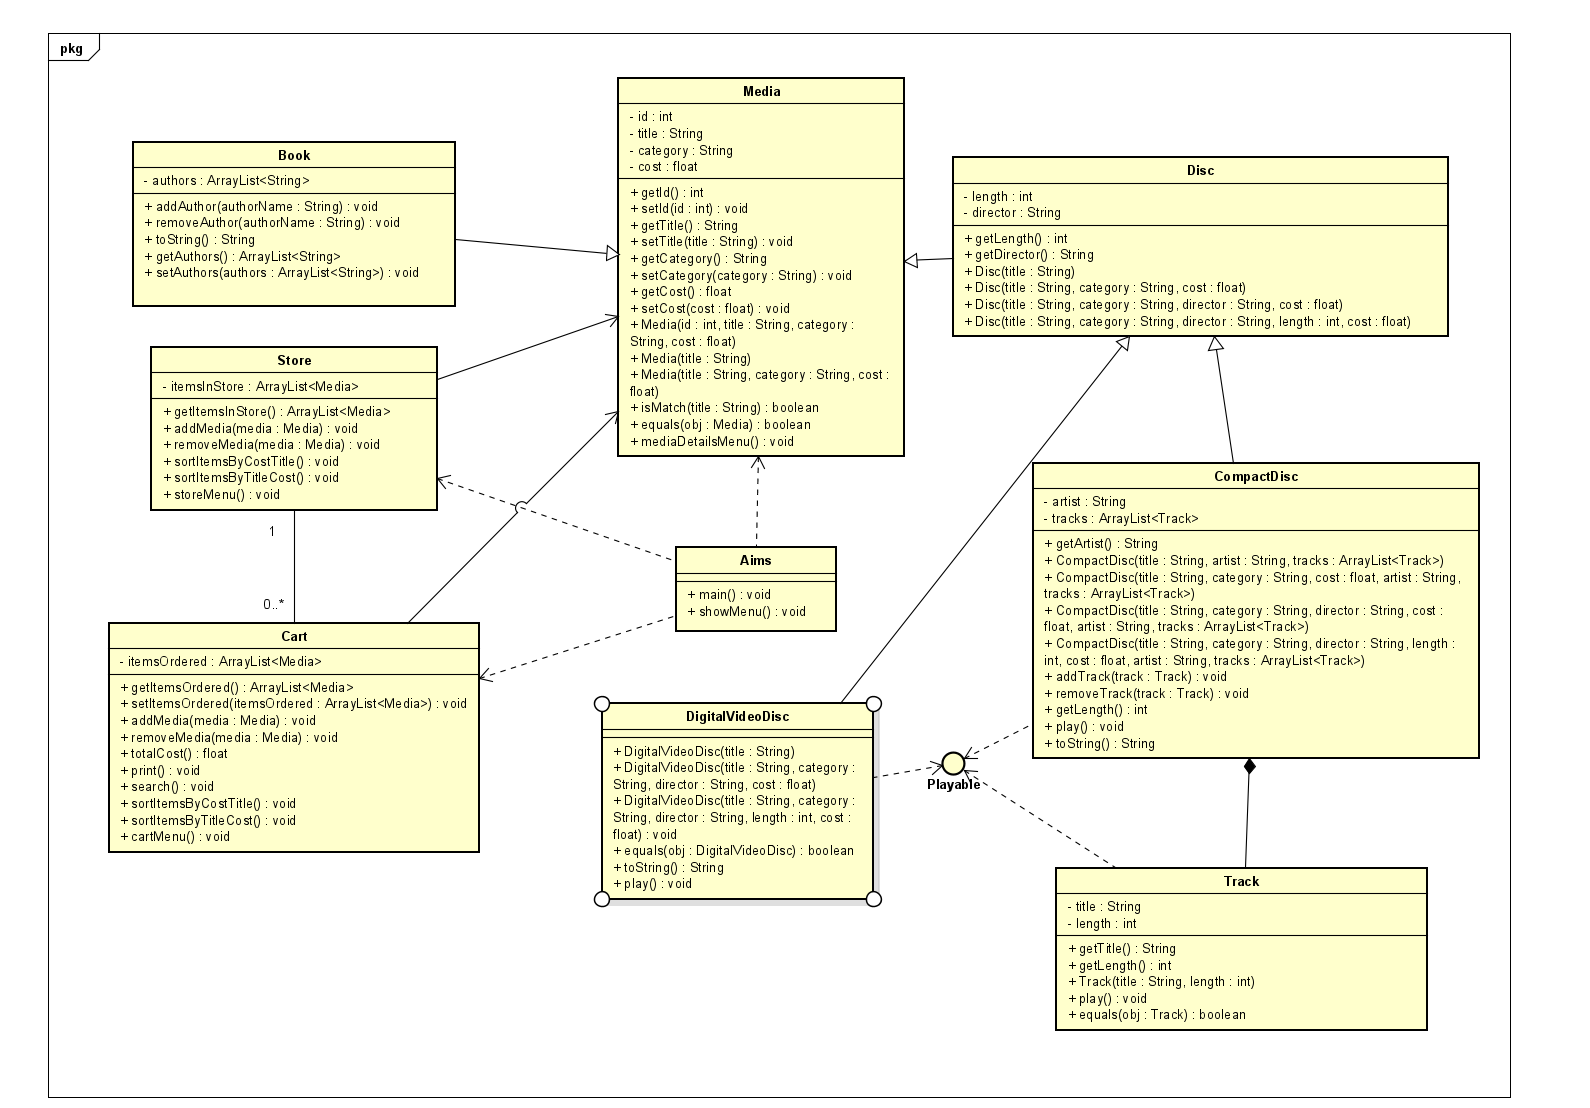 pkg
Media
- id : int
- title : String
- category : String
- cost : float
+ getId() : int
+ setId(id : int) : void
+ getTitle() : String
+ setTitle(title : String) : void
+ getCategory() : String
+ setCategory(category : String) : void
+ getCost() : float
+ setCost(cost : float) : void
+ Media(id : int, title : String, category :
String, cost : float)
+ Media(title : String)
+ Media(title : String, category : String, cost :
float)
+ isMatch(title : String) : boolean
+ equals(obj : Media) : boolean
+ mediaDetailsMenu() : void
Book
- authors : ArrayList<String>
+ addAuthor(authorName : String) : void
+ removeAuthor(authorName : String) : void
+ toString() : String
+ getAuthors() : ArrayList<String>
+ setAuthors(authors : ArrayList<String>) : void
Disc
- length : int
- director : String
+ getLength() : int
+ getDirector() : String
+ Disc(title : String)
+ Disc(title : String, category : String, cost : float)
+ Disc(title : String, category : String, director : String, cost : float)
+ Disc(title : String, category : String, director : String, length : int, cost : float)
Store
- itemsInStore : ArrayList<Media>
+ getItemsInStore() : ArrayList<Media>
+ addMedia(media : Media) : void
+ removeMedia(media : Media) : void
+ sortItemsByCostTitle() : void
+ sortItemsByTitleCost() : void
+ storeMenu() : void
1
0..*
CompactDisc
- artist : String
- tracks : ArrayList<Track>
+ getArtist() : String
+ CompactDisc(title : String, artist : String, tracks : ArrayList<Track>)
+ CompactDisc(title : String, category : String, cost : float, artist : String,
tracks : ArrayList<Track>)
+ CompactDisc(title : String, category : String, director : String, cost :
float, artist : String, tracks : ArrayList<Track>)
+ CompactDisc(title : String, category : String, director : String, length :
int, cost : float, artist : String, tracks : ArrayList<Track>)
+ addTrack(track : Track) : void
+ removeTrack(track : Track) : void
+ getLength() : int
+ play() : void
+ toString() : String
Aims
+ main() : void
+ showMenu() : void
Cart
- itemsOrdered : ArrayList<Media>
+ getItemsOrdered() : ArrayList<Media>
+ setItemsOrdered(itemsOrdered : ArrayList<Media>) : void
+ addMedia(media : Media) : void
+ removeMedia(media : Media) : void
+ totalCost() : float
+ print() : void
+ search() : void
+ sortItemsByCostTitle() : void
+ sortItemsByTitleCost() : void
+ cartMenu() : void
DigitalVideoDisc
+ DigitalVideoDisc(title : String)
+ DigitalVideoDisc(title : String, category :
String, director : String, cost : float)
+ DigitalVideoDisc(title : String, category :
String, director : String, length : int, cost :
float) : void
+ equals(obj : DigitalVideoDisc) : boolean
+ toString() : String
+ play() : void
Playable
Track
- title : String
- length : int
+ getTitle() : String
+ getLength() : int
+ Track(title : String, length : int)
+ play() : void
+ equals(obj : Track) : boolean